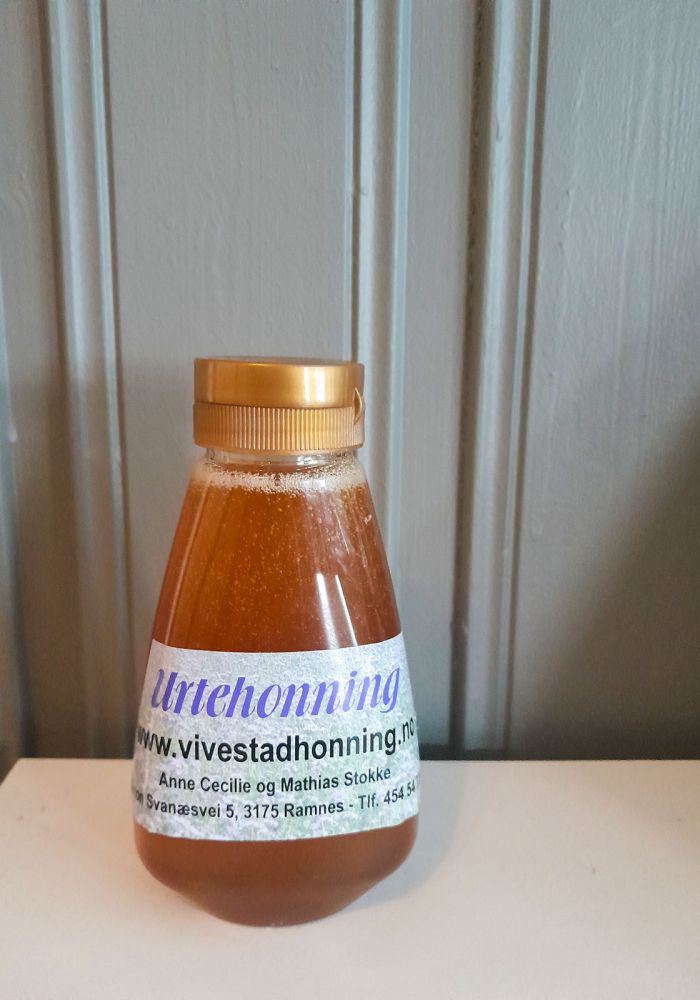 Urtehonning
www.vivestadhonning.no
Anne Cecilie og Mathias Stokke
Svanæsvei 5, 3175 Ramnes - Tlf. 454 54